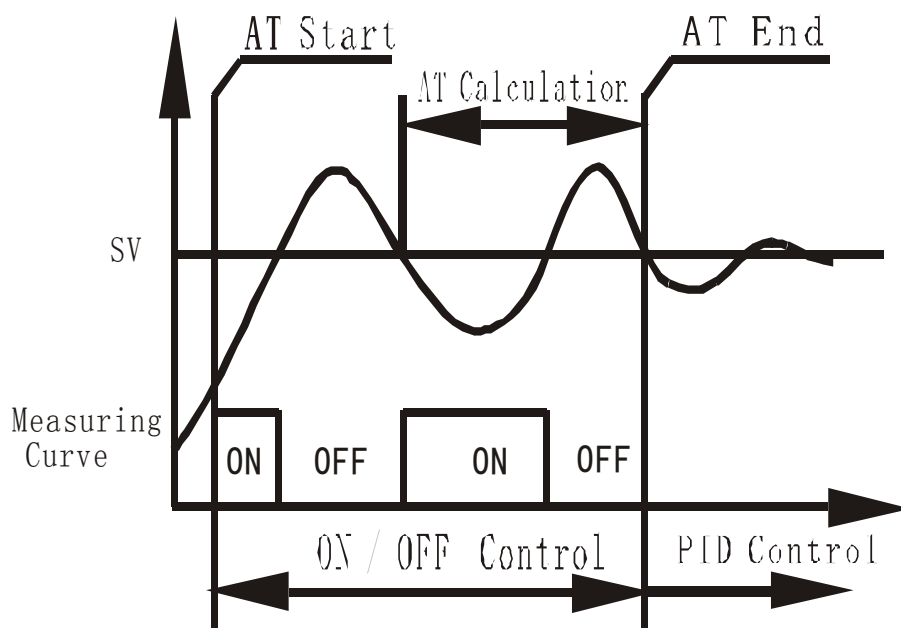 AT Start
AT End
AT Calculation
SV
Measuring
Curve
ON
OFF
ON
OFF
ON / OFF Control
PID Control